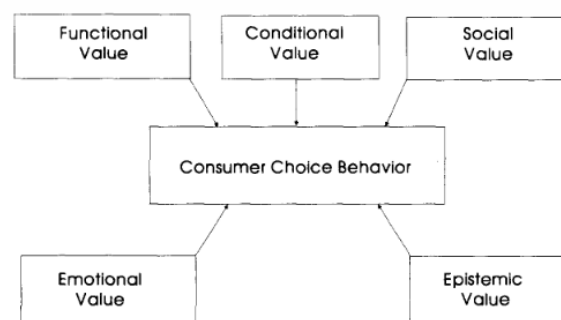 Functional
Value
Conditional
Value
Social
Value
Consumer Choice Behavior
Emotional
Value
Epistemic
Value